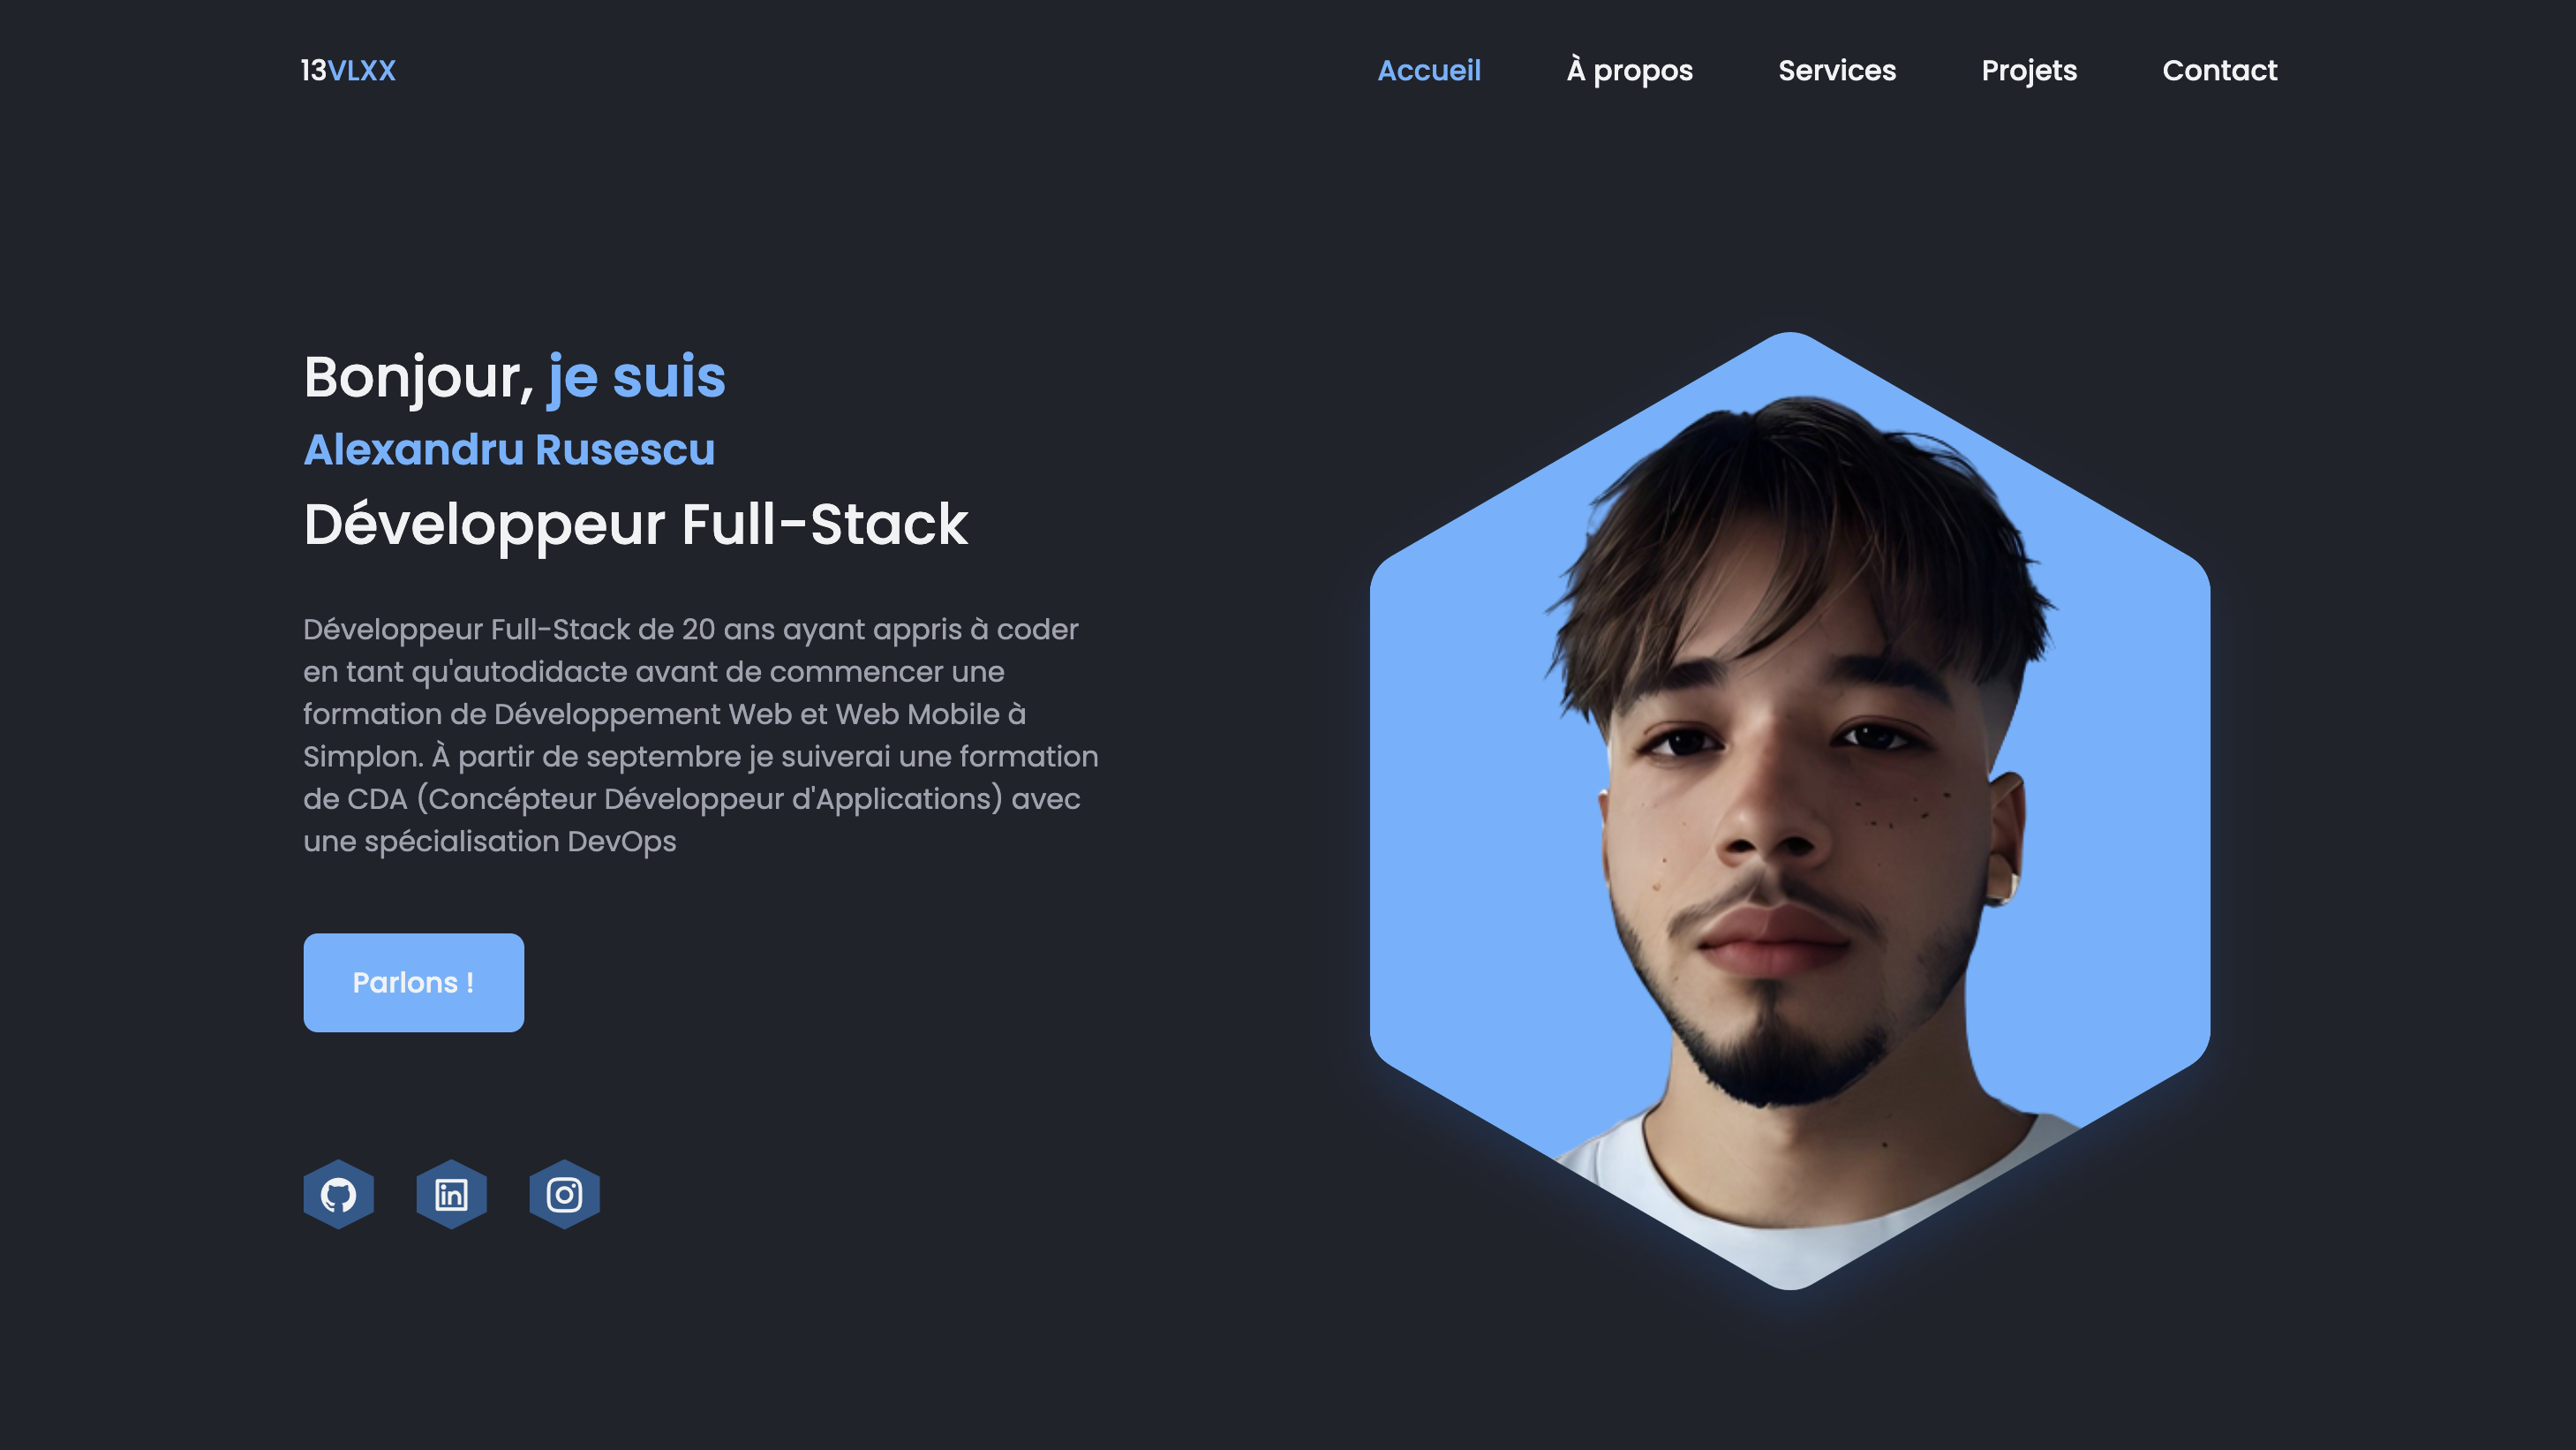 13VLXX
Accueil À propos Services Projets Contact
Bonjour, je suis
Alexandru Rusescu
Développeur Full-Stack
Développeur Full-Stack de 20 ans ayant appris à coder
en tant qu'autodidacte avant de commencer une
formation de Développement Web et Web Mobile à
Simplon. À partir de septembre je suiverai une formation
de CDA (Concépteur Développeur d'Applications) avec
une spécialisation DevOps
Parlons !
in